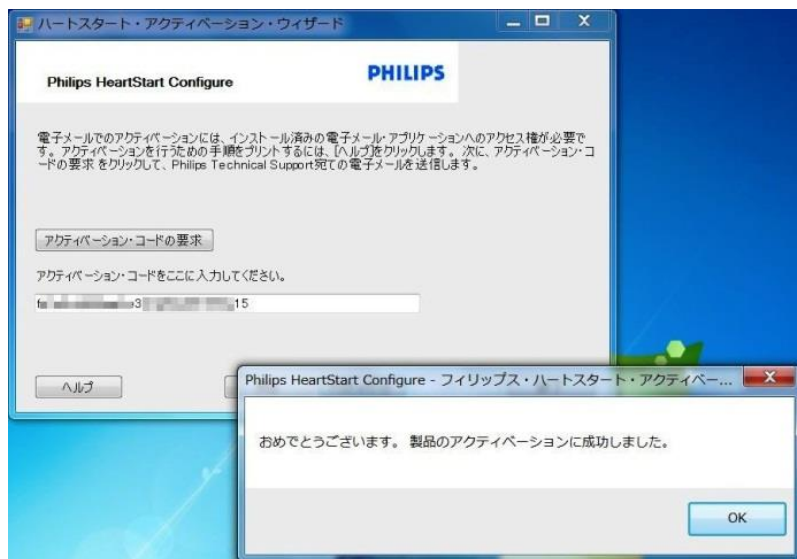 ハートスタート・アクティベーション・ウィザード
Philips HeartStart Configure
PHILIPS
電子メールでのアクティベーションには、インストール済みの電子メール・アプリケーションへのアクセス権が必要で
す。アクティベーションを行うための手順をプリントするには、[ヘルプ]をクリックします。次に、アクティベーション・コ
ードの要求 をクリックして、Philips Technical Support宛ての電子メールを送信します。
アクティベーション・コードの要求
アクティベーション・コードをここに入力してください。
15
ヘルプ
Philips HeartStart Configure - フィリップス・ハートスタート・アクティベー...
おめでとうございます。 製品のアクティベーションに成功しました。
OK